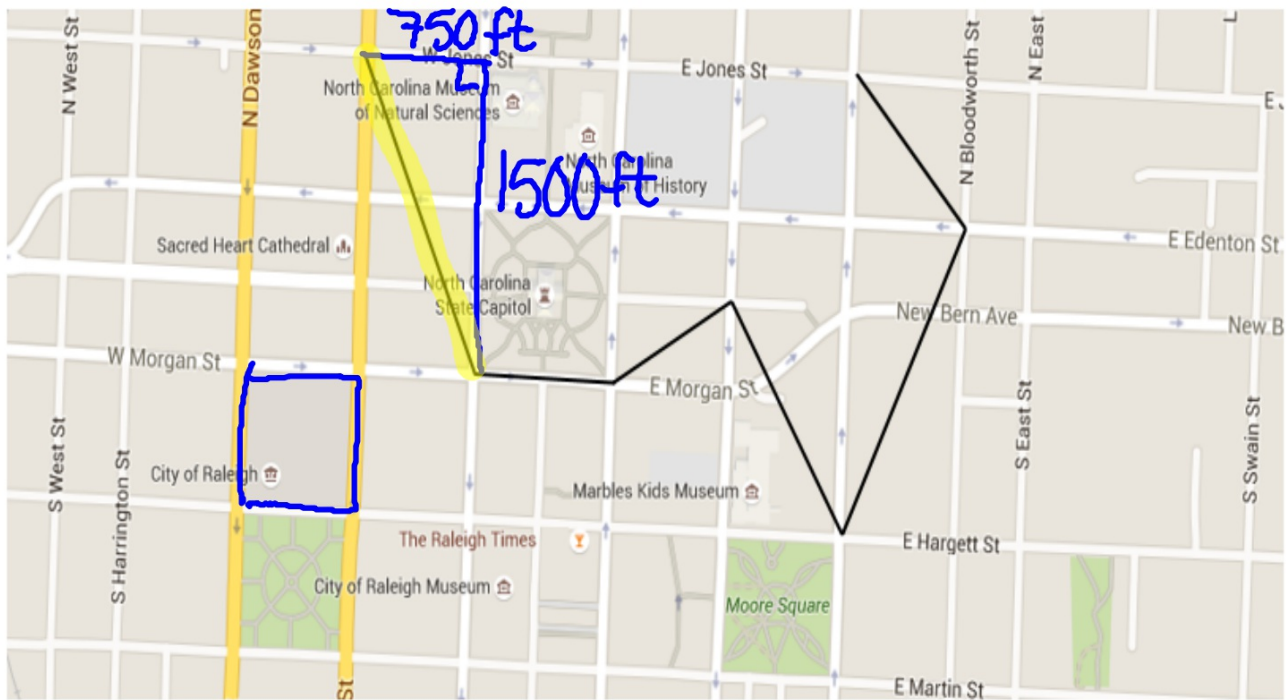 750 ft
N West St
N Dawson
W Jones St
E Jones St
N Bloodworth St
N East
L
E J
North Carolina Museum
of Natural Sciences
North Carolina
Museum of History
1500 ft
Sacred Heart Cathedral
E Edenton St
North Carolina
State Capitol
New Bern Ave
New B
W Morgan St
E Morgan St
S West St
S Harrington St
City of Raleigh
Marbles Kids Museum
S East St
S Swain St
The Raleigh Times
E Hargett St
City of Raleigh Museum
Moore Square
St
E Martin St